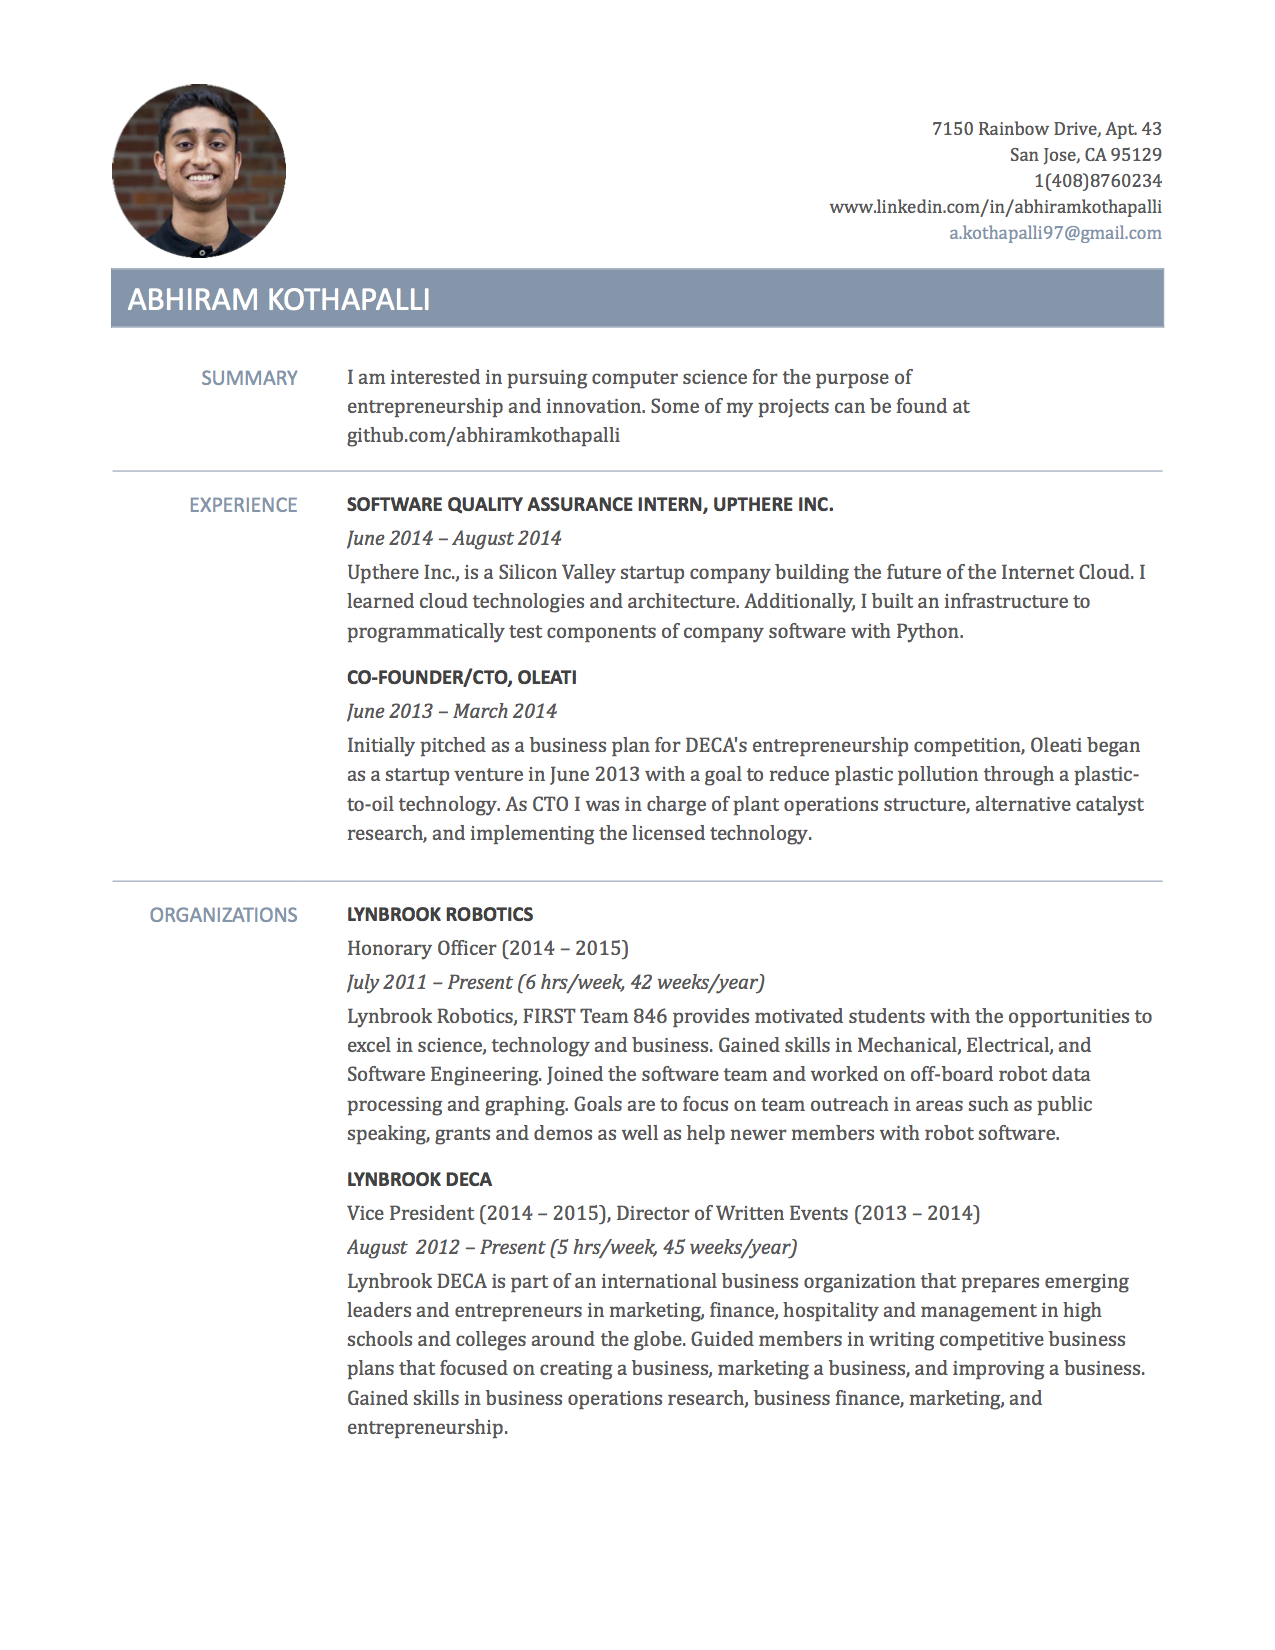 7150 Rainbow Drive, Apt. 43
San Jose, CA 95129
1(408)8760234
www.linkedin.com/in/abhiramkothapalli
a.kothapalli97@gmail.com
ABHIRAM KOTHAPALLI
SUMMARY
I am interested in pursuing computer science for the purpose of
entrepreneurship and innovation. Some of my projects can be found at
github.com/abhiramkothapalli
EXPERIENCE
SOFTWARE QUALITY ASSURANCE INTERN, UPTHERE INC.
June 2014 – August 2014
Upthere Inc., is a Silicon Valley startup company building the future of the Internet Cloud. I
learned cloud technologies and architecture. Additionally, I built an infrastructure to
programmatically test components of company software with Python.
CO-FOUNDER/CTO, OLEATI
June 2013 – March 2014
Initially pitched as a business plan for DECA's entrepreneurship competition, Oleati began
as a startup venture in June 2013 with a goal to reduce plastic pollution through a plastic-
to-oil technology. As CTO I was in charge of plant operations structure, alternative catalyst
research, and implementing the licensed technology.
ORGANIZATIONS
LYNBROOK ROBOTICS
Honorary Officer (2014 – 2015)
July 2011 – Present (6 hrs/week, 42 weeks/year)
Lynbrook Robotics, FIRST Team 846 provides motivated students with the opportunities to
excel in science, technology and business. Gained skills in Mechanical, Electrical, and
Software Engineering. Joined the software team and worked on off-board robot data
processing and graphing. Goals are to focus on team outreach in areas such as public
speaking, grants and demos as well as help newer members with robot software.
LYNBROOK DECA
Vice President (2014 – 2015), Director of Written Events (2013 – 2014)
August  2012 – Present (5 hrs/week, 45 weeks/year)
Lynbrook DECA is part of an international business organization that prepares emerging
leaders and entrepreneurs in marketing, finance, hospitality and management in high
schools and colleges around the globe. Guided members in writing competitive business
plans that focused on creating a business, marketing a business, and improving a business.
Gained skills in business operations research, business finance, marketing, and
entrepreneurship.